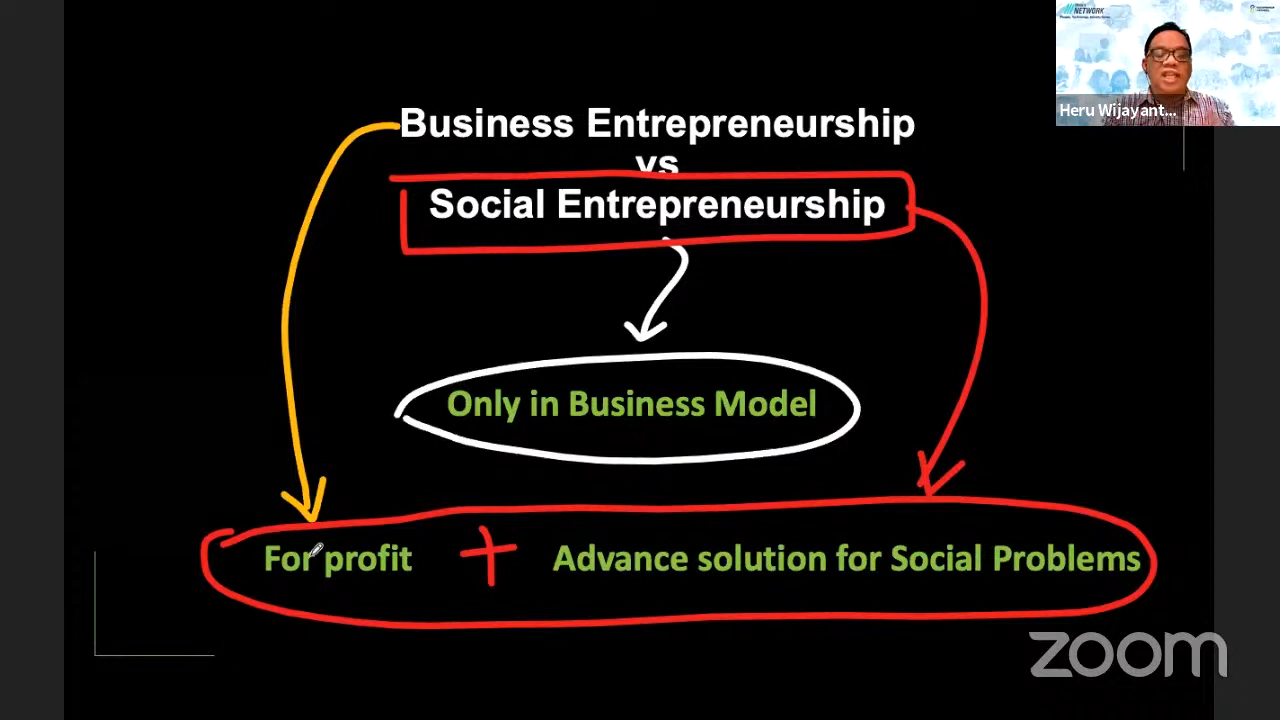 NETWORK
Heru Wijayant...
Business Entrepreneurship
vs
Social Entrepreneurship
Only in Business Model
For profit + Advance solution for Social Problems
zoom